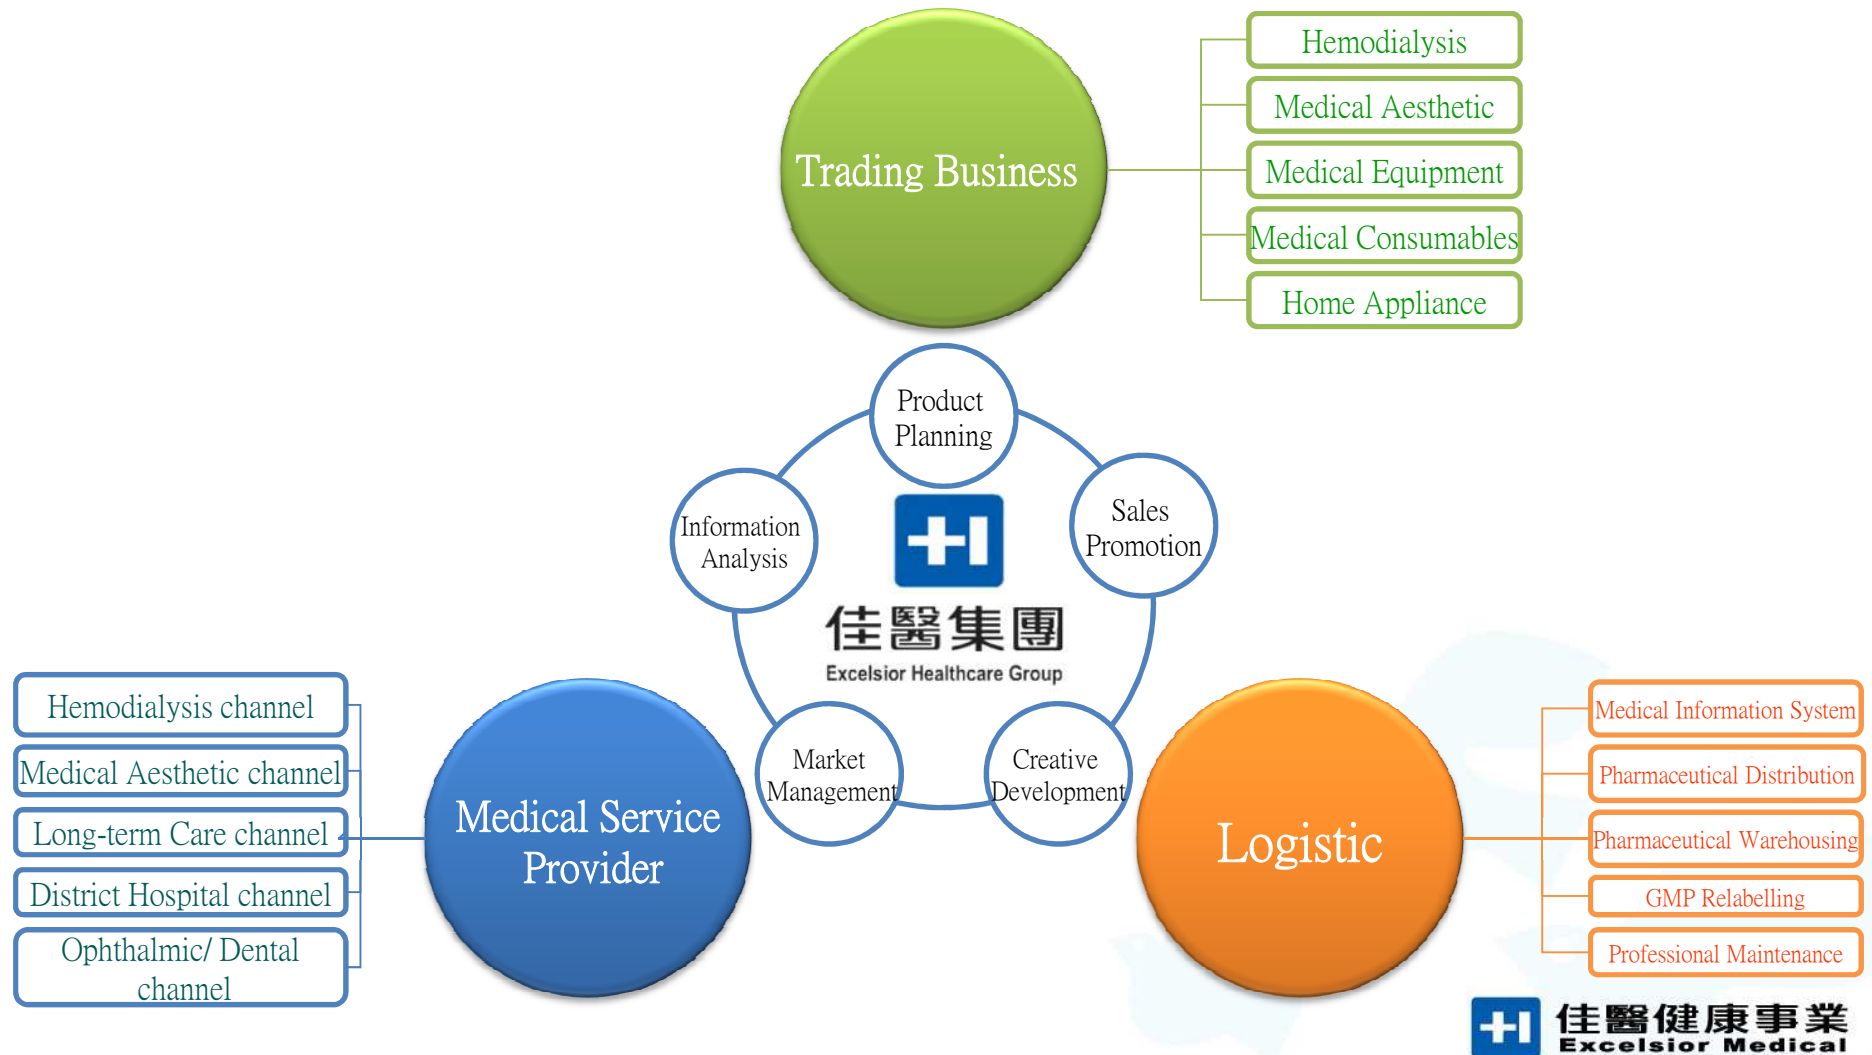 Trading Business
Hemodialysis
Medical Aesthetic
Medical Equipment
Medical Consumables
Home Appliance
Product
Planning
Sales
Promotion
Information
Analysis
佳醫集團
Excelsior Healthcare Group
Market
Management
Creative
Development
Hemodialysis channel
Medical Aesthetic channel
Long-term Care channel
District Hospital channel
Ophthalmic/ Dental
channel
Medical Service
Provider
Logistic
Medical Information System
Pharmaceutical Distribution
Pharmaceutical Warehousing
GMP Relabelling
Professional Maintenance
佳醫健康事業
Excelsior Medical